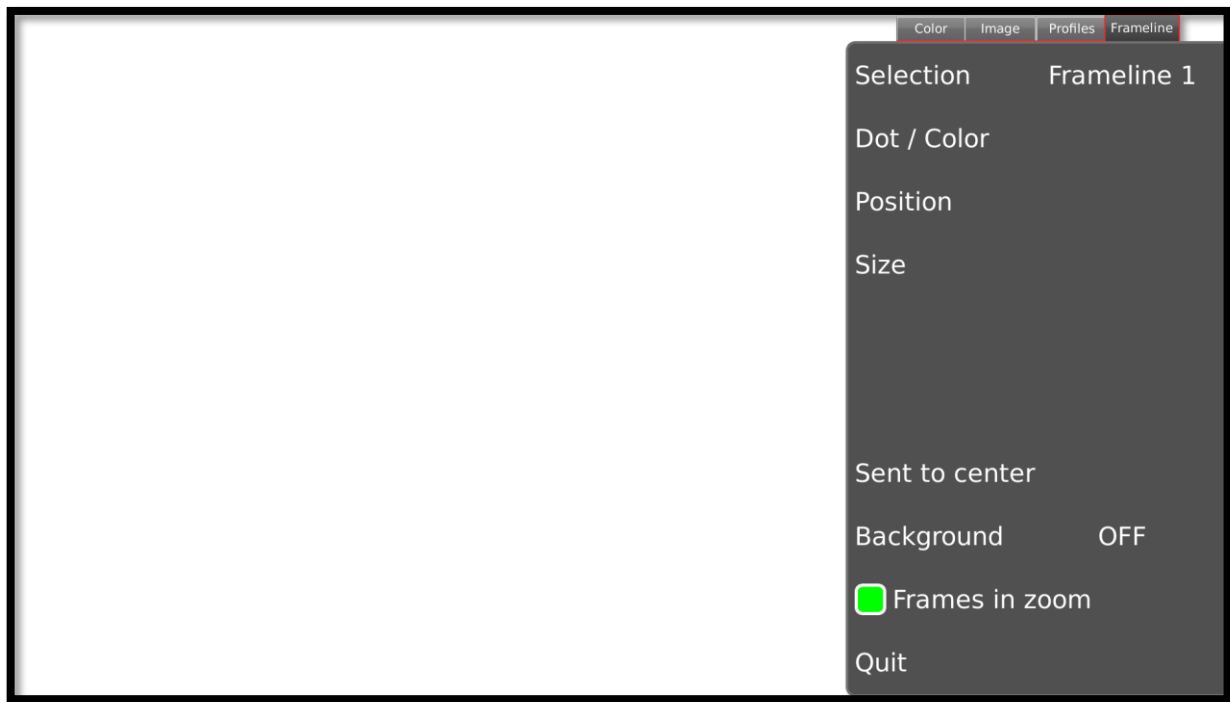 Color Image Profiles Frameline
Selection Frameline 1
Dot / Color
Position
Size
Sent to center
Background OFF
Frames in zoom
Quit